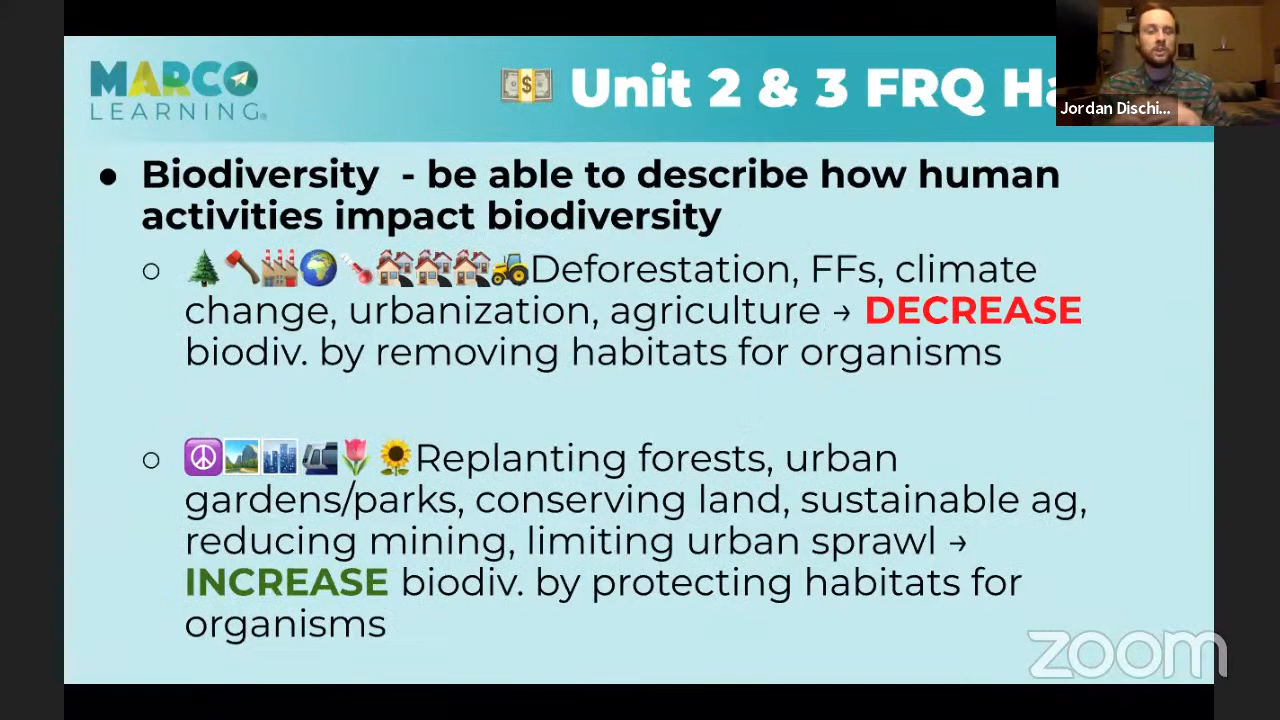 MARCO
LEARNING®
Unit 2 & 3 FRQ Ha
Jordan Dischi...
● Biodiversity - be able to describe how human
activities impact biodiversity
○ Deforestation, FFs, climate
change, urbanization, agriculture → DECREASE
biodiv. by removing habitats for organisms
○ Replanting forests, urban
gardens/parks, conserving land, sustainable ag,
reducing mining, limiting urban sprawl →
INCREASE biodiv. by protecting habitats for
organisms
zoom